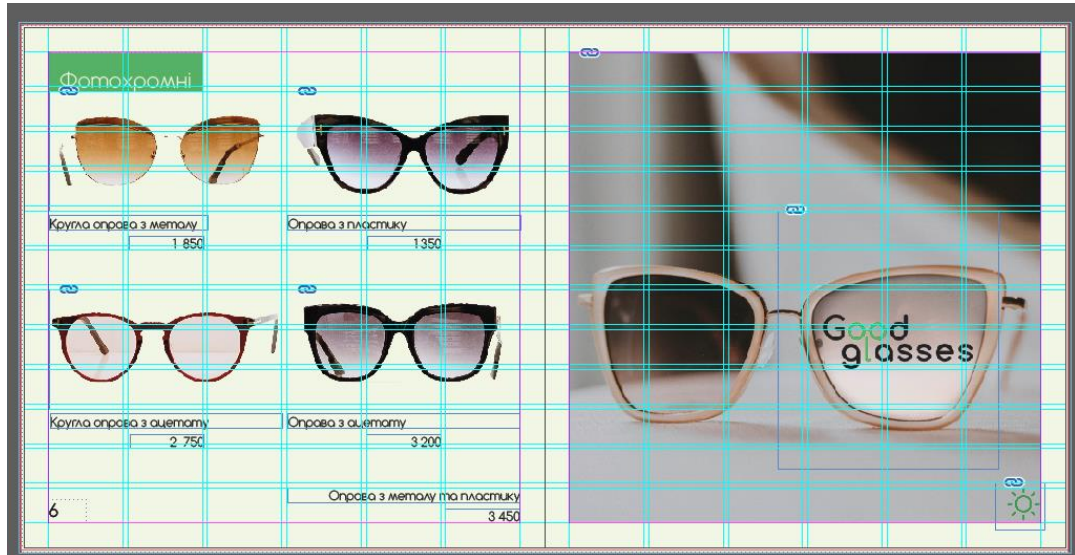 Фотохромні
Кругла оправа з металу
1 850
Оправа з пластику
1350
Кругла оправа з ацетату
2 750
Оправа з ацетату
3 200
Оправа з металу та пластику
3 450
6
Good
glasses